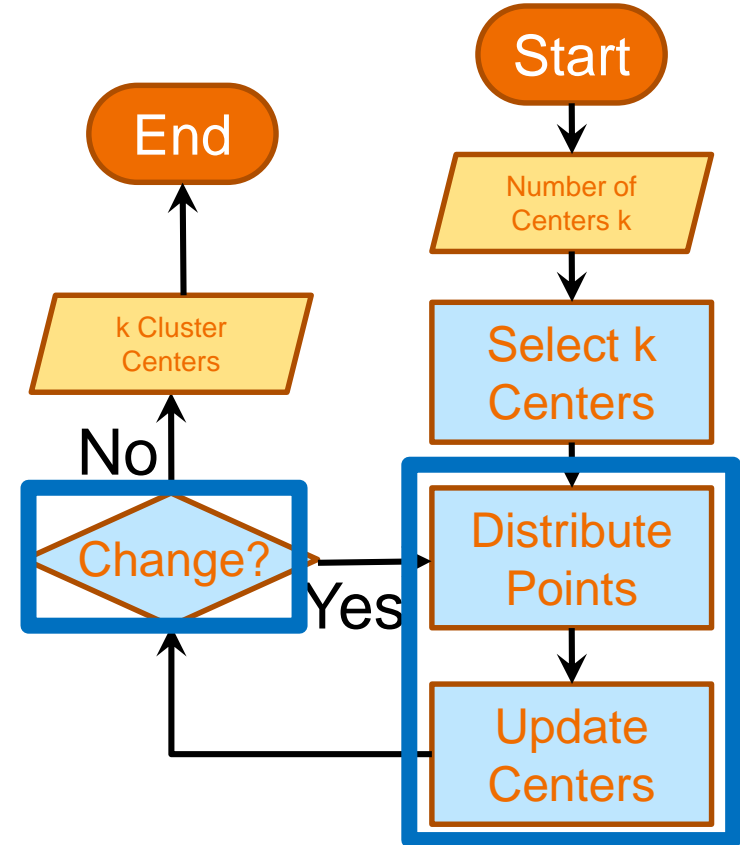 Start
End
Number of
Centers k
Select k
Centers
k Cluster
Centers
No
Change?
Yes
Distribute
Points
Update
Centers